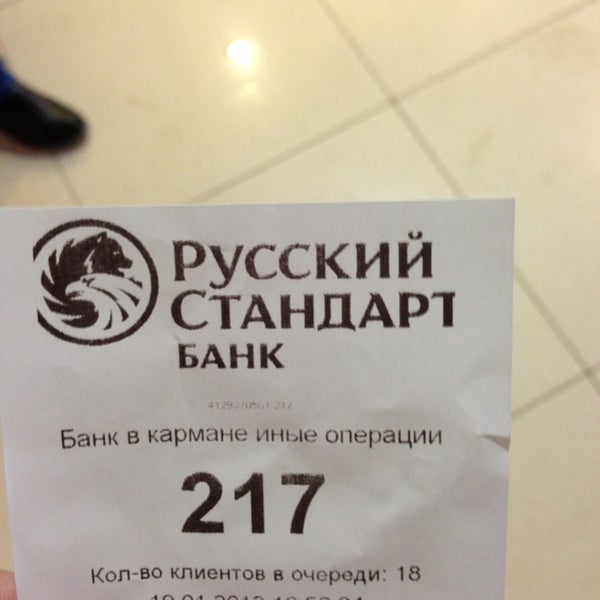 РУССКИЙ
СТАНДАРТ
БАНК
Банк в кармане иные операции
217
Кол-во клиентов в очереди: 18